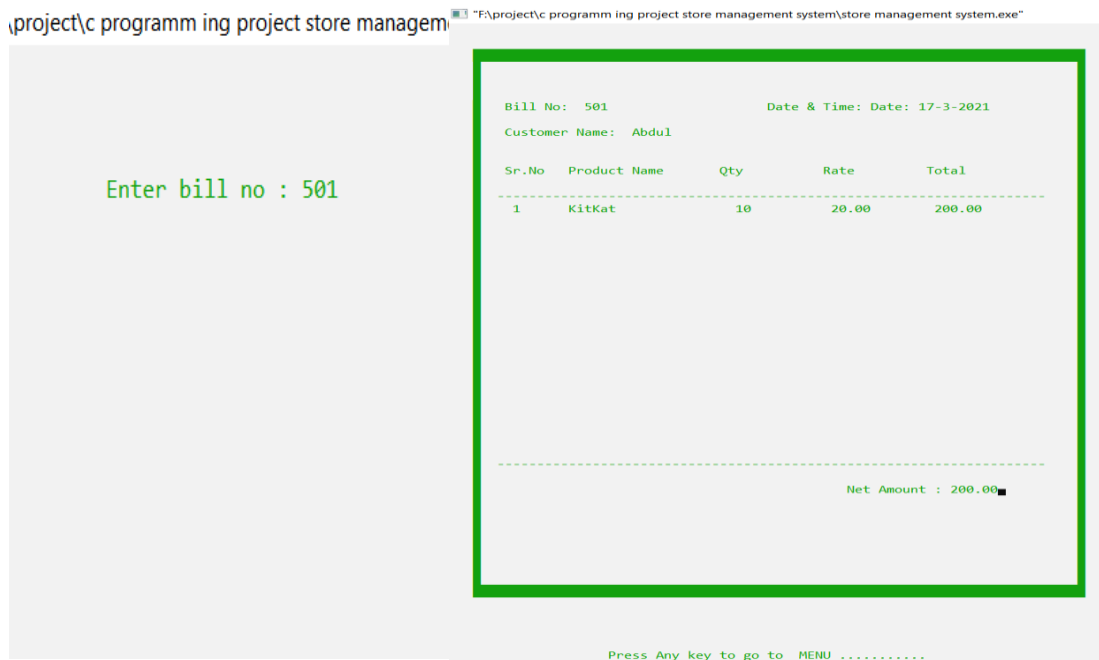 \project\c programm ing project store managem
Enter bill no : 501
"F:\project\c programm ing project store management system\store management system.exe"
Bill No: 501 Date & Time: Date: 17-3-2021
Customer Name: Abdul
Sr.No Product Name Qty Rate Total
--------------------------------------------------------------------
1 KitKat 10 20.00 200.00
--------------------------------------------------------------------
Net Amount : 200.00
Press Any key to go to MENU ...........